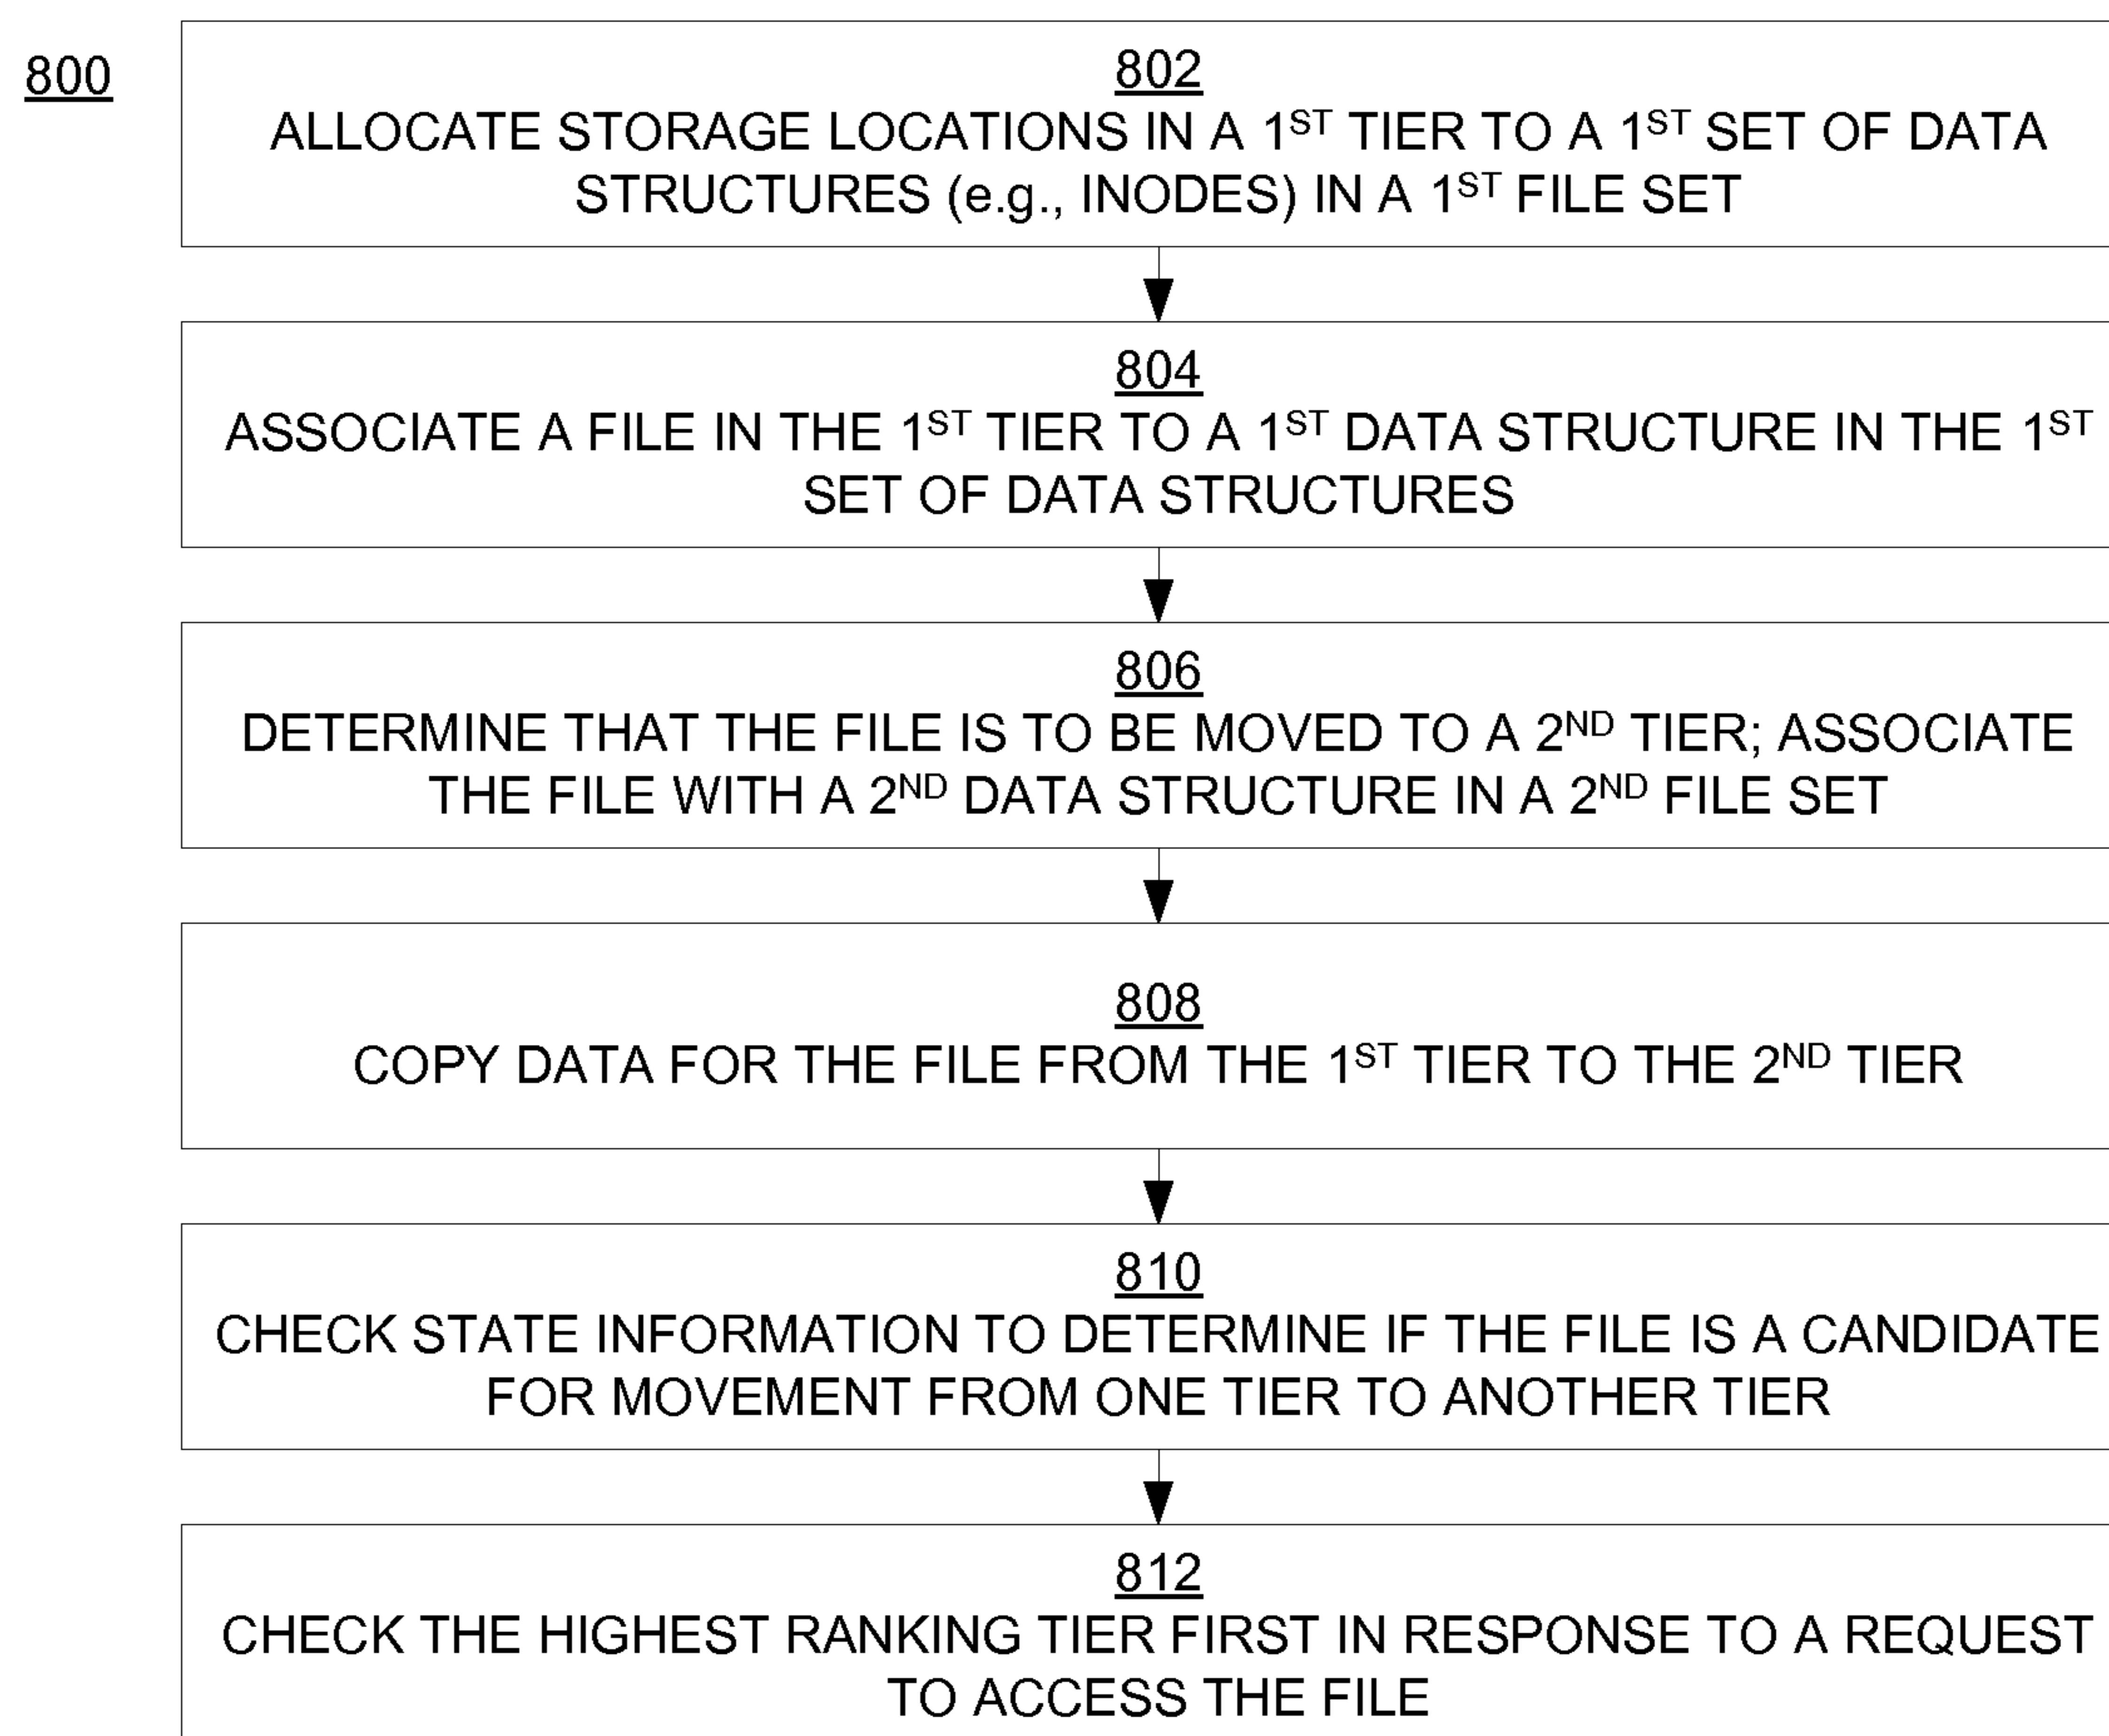 800
802
ALLOCATE STORAGE LOCATIONS IN A 1ST TIER TO A 1ST SET OF DATA
STRUCTURES (e.g., INODES) IN A 1ST FILE SET
804
ASSOCIATE A FILE IN THE 1ST TIER TO A 1ST DATA STRUCTURE IN THE 1ST
SET OF DATA STRUCTURES
806
DETERMINE THAT THE FILE IS TO BE MOVED TO A 2ND TIER; ASSOCIATE
THE FILE WITH A 2ND DATA STRUCTURE IN A 2ND FILE SET
808
COPY DATA FOR THE FILE FROM THE 1ST TIER TO THE 2ND TIER
810
CHECK STATE INFORMATION TO DETERMINE IF THE FILE IS A CANDIDATE
FOR MOVEMENT FROM ONE TIER TO ANOTHER TIER
812
CHECK THE HIGHEST RANKING TIER FIRST IN RESPONSE TO A REQUEST
TO ACCESS THE FILE